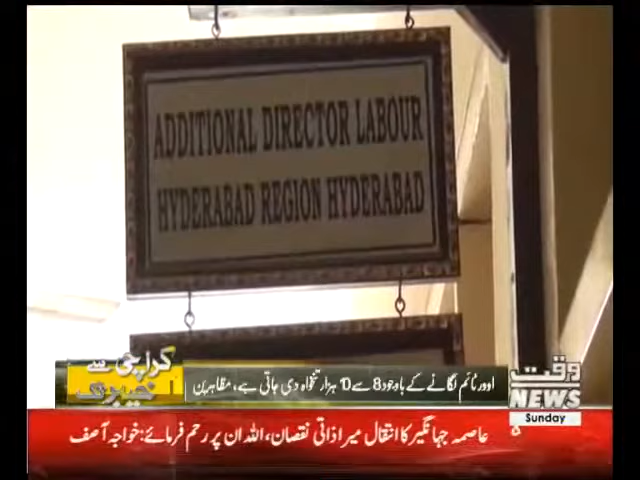 ADDITIONAL DIRECTOR LABOUR
HYDERABAD REGION HYDERABAD
کراچی سے
خیبر تک
اوور ٹائم لگانے کے باوجود 8 سے 10 ہزار تنخواہ دی جاتی ہے، مظاہرین
وقت
NEWS
Sunday
عاصمہ جہانگیر کا انتقال میرا ذاتی نقصان، اللہ ان پر رحم فرمائے: خواجہ آصف